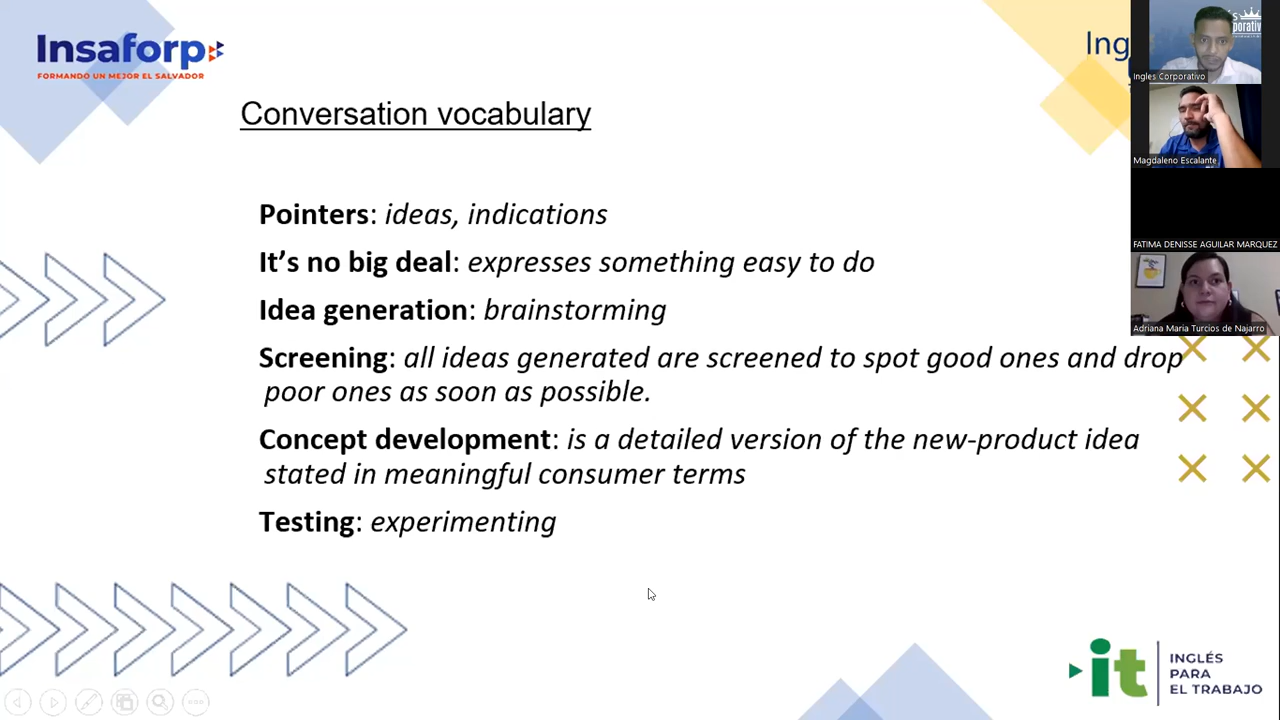 Insaforp
FORMANDO UN MEJOR EL SALVADOR
Conversation vocabulary
Pointers: ideas, indications
It's no big deal: expresses something easy to do
Idea generation: brainstorming
Screening: all ideas generated are screened to spot good ones and drop
poor ones as soon as possible.
Concept development: is a detailed version of the new-product idea
stated in meaningful consumer terms
Testing: experimenting
Ing
Ingles Corporativo
Magdaleno Escalante
FATIMA DENISSE AGUILAR MARQUEZ
Adriana Maria Turcios de Najarro
it
INGLÉS
PARA
EL TRABAJO